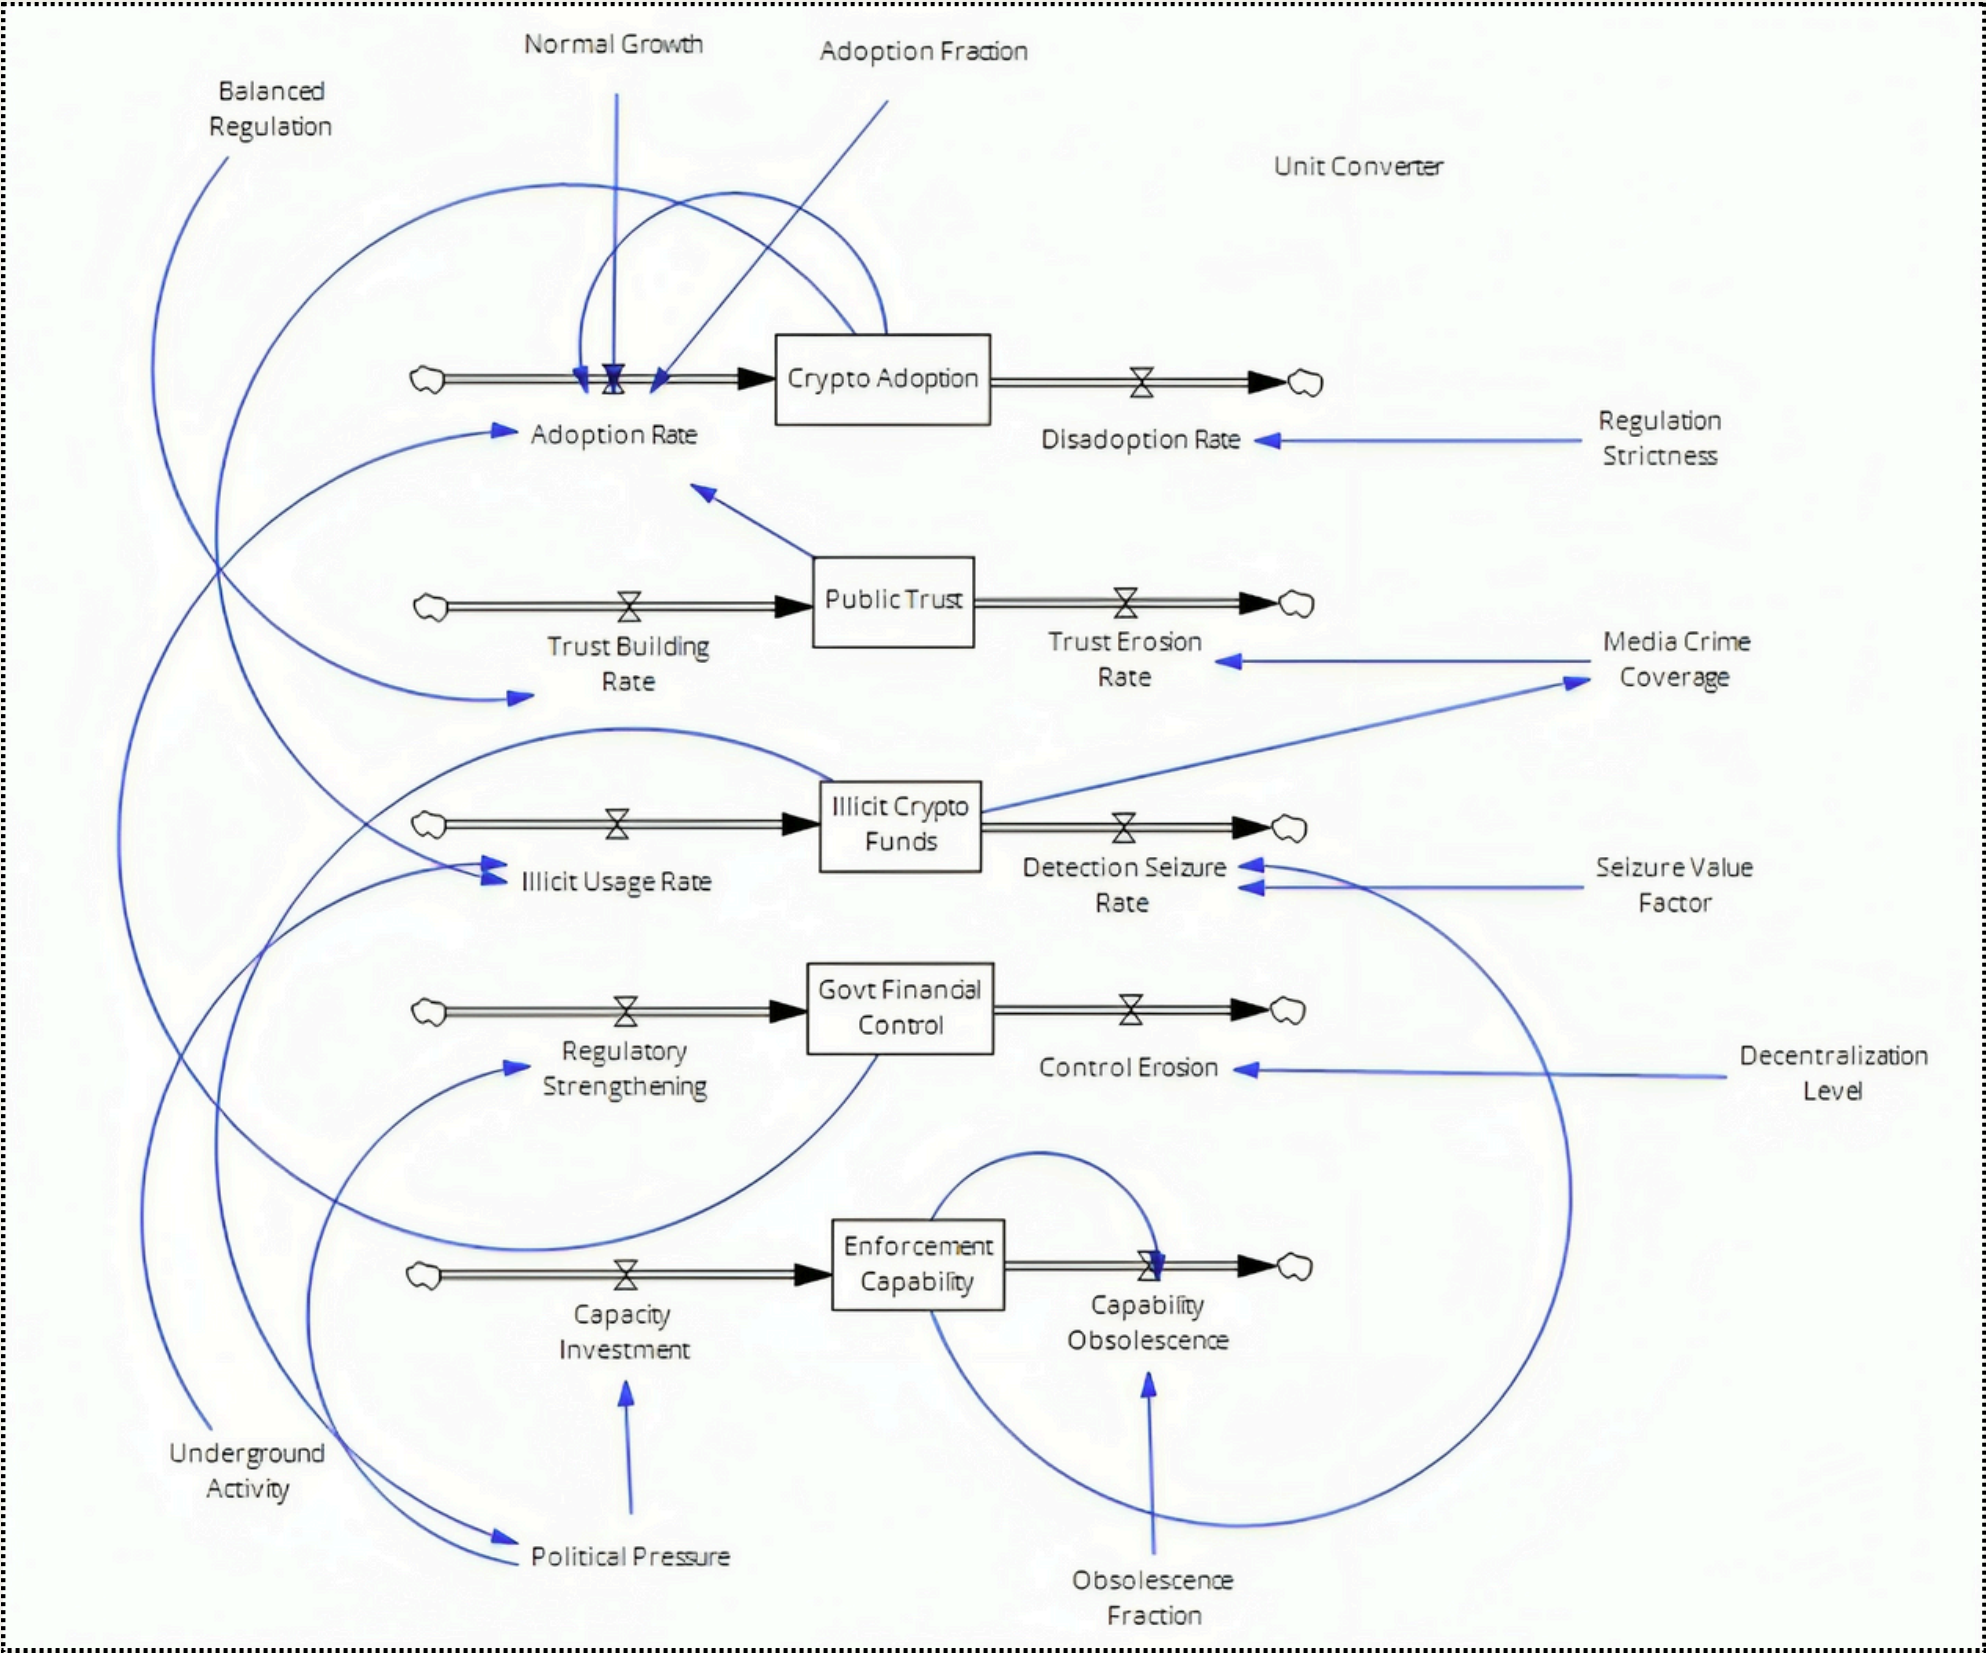 Normal Growth
Adoption Fraction
Balanced
Regulation
Unit Converter
Crypto Adoption
Adoption Rate
Disadoption Rate
Regulation
Strictness
Public Trust
Trust Building
Rate
Trust Erosion
Rate
Media Crime
Coverage
Illicit Crypto
Funds
Illicit Usage Rate
Detection Seizure
Rate
Seizure Value
Factor
Govt Financial
Control
Regulatory
Strengthening
Control Erosion
Decentralization
Level
Enforcement
Capability
Capacity
Investment
Capability
Obsolescence
Underground
Activity
Political Pressure
Obsolescence
Fraction